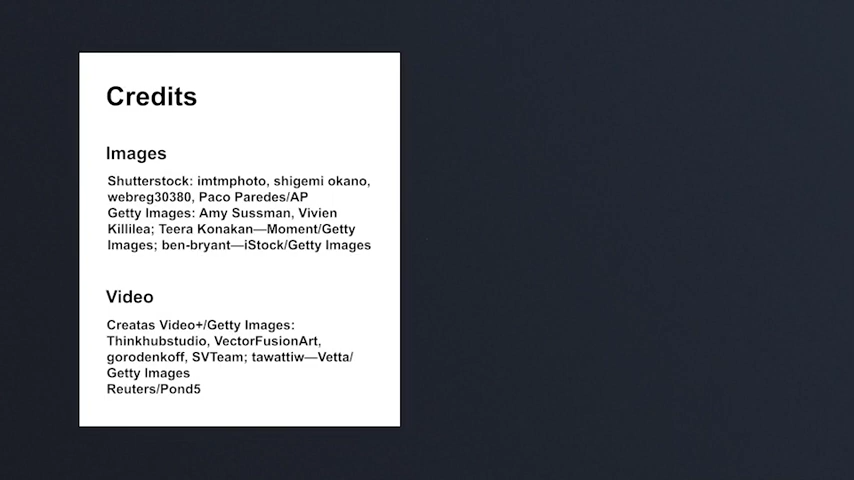 Credits
Images
Shutterstock: imtmphoto, shigemi okano,
webreg30380, Paco Paredes/AP
Getty Images: Amy Sussman, Vivien
Killilea; Teera Konakan—Moment/Getty
Images; ben-bryant—iStock/Getty Images
Video
Creatas Video+/Getty Images:
Thinkhubstudio, VectorFusionArt,
gorodenkoff, SVTeam; tawattiw—Vetta/
Getty Images
Reuters/Pond5